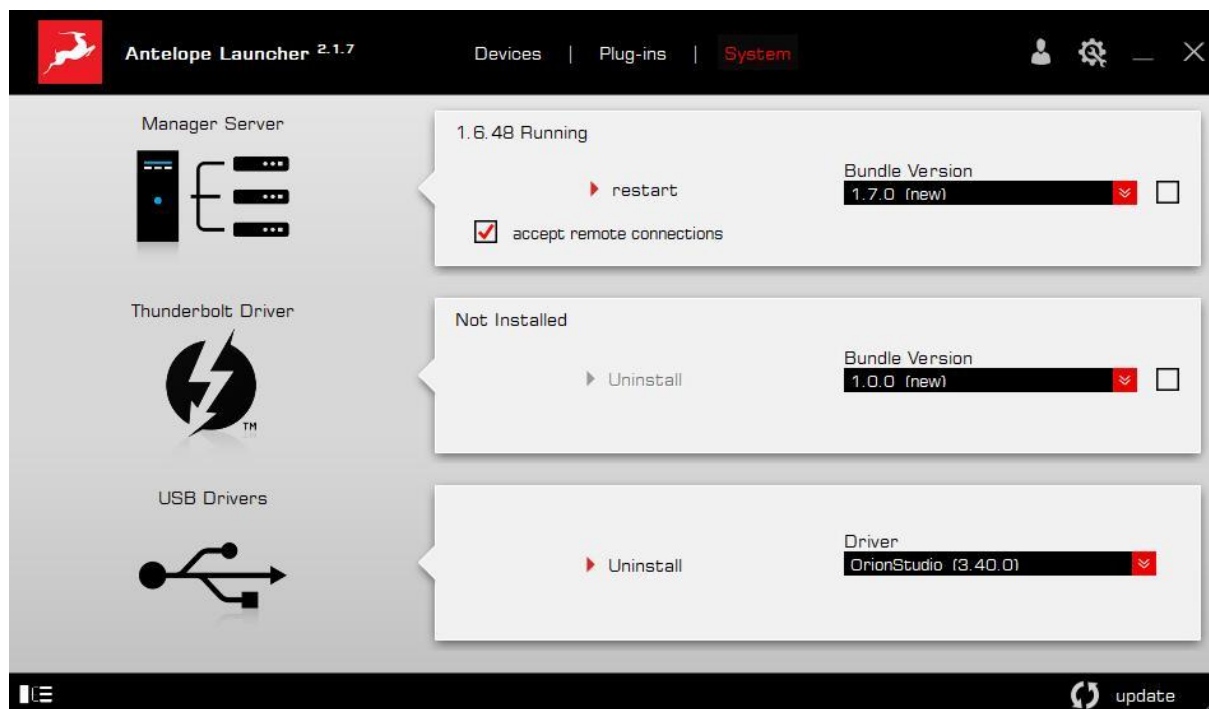 Antelope Launcher 2.1.7
Devices | Plug-ins | System
Manager Server
1.6.48 Running
restart
Bundle Version
1.7.0 (new)
accept remote connections
Thunderbolt Driver
TM
Not Installed
Uninstall
Bundle Version
1.0.0 (new)
USB Drivers
Uninstall
Driver
OrionStudio (3.40.0)
update